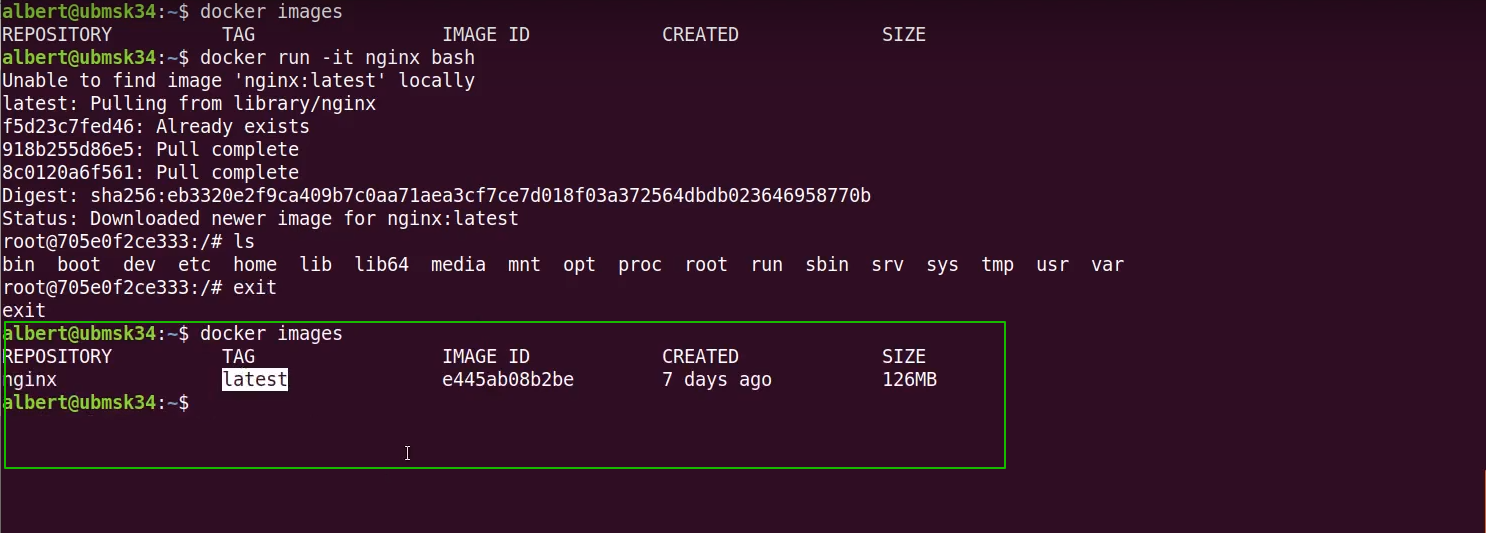 albert@ubmsk34:~$ docker images
REPOSITORY TAG IMAGE ID CREATED SIZE
albert@ubmsk34:~$ docker run -it nginx bash
Unable to find image 'nginx:latest' locally
latest: Pulling from library/nginx
f5d23c7fed46: Already exists
918b255d86e5: Pull complete
8c0120a6f561: Pull complete
Digest: sha256:eb3320e2f9ca409b7c0aa71aea3cf7ce7d018f03a372564dbdb023646958770b
Status: Downloaded newer image for nginx:latest
root@705e0f2ce333:/# ls
bin boot dev etc home lib lib64 media mnt opt proc root run sbin srv sys tmp usr var
root@705e0f2ce333:/# exit
exit
albert@ubmsk34:~$ docker images
REPOSITORY TAG IMAGE ID CREATED SIZE
nginx latest e445ab08b2be 7 days ago 126MB
albert@ubmsk34:~$